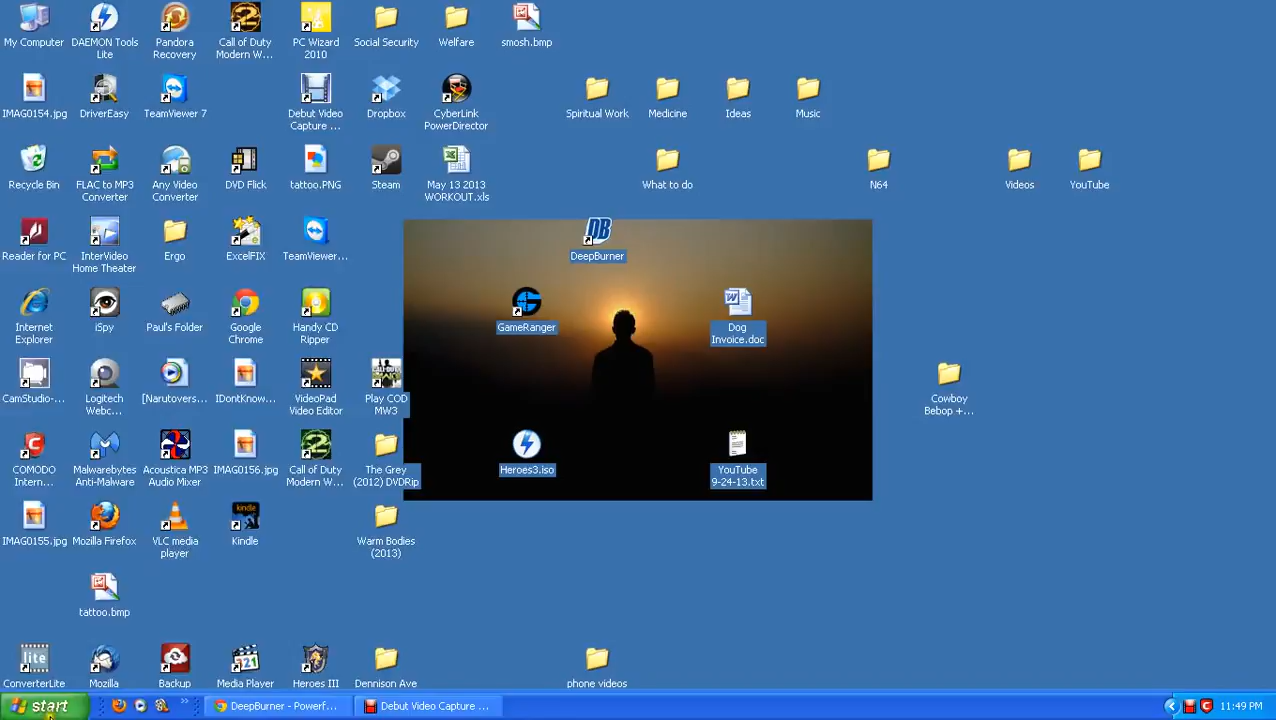 My Computer
DAEMON Tools
Lite
Pandora
Recovery
Call of Duty
Modern W...
PC Wizard
2010
Social Security
Welfare
smosh.bmp
IMAG0154.jpg
DriverEasy
TeamViewer 7
Debut Video
Capture ...
Dropbox
CyberLink
PowerDirector
Spiritual Work
Medicine
Ideas
Music
Recycle Bin
FLAC to MP3
Converter
Any Video
Converter
DVD Flick
tattoo.PNG
Steam
May 13 2013
WORKOUT.xls
What to do
N64
Videos
YouTube
Reader for PC
InterVideo
Home Theater
Ergo
ExcelFIX
TeamViewer...
DB
DeepBurner
Internet
Explorer
iSpy
Paul's Folder
Google
Chrome
Handy CD
Ripper
GameRanger
Dog
Invoice.doc
CamStudio-...
Logitech
Webc...
[Narutovers...
IDontKnow...
VideoPad
Video Editor
Play COD
MW3
Cowboy
Bebop +...
COMODO
Intern...
Malwarebytes
Anti-Malware
Acoustica MP3
Audio Mixer
IMAG0156.jpg
Call of Duty
Modern W...
The Grey
(2012) DVDRip
Heroes3.iso
YouTube
9-24-13.txt
IMAG0155.jpg
Mozilla Firefox
VLC media
player
kindle
Kindle
Warm Bodies
(2013)
tattoo.bmp
lite
ConverterLite
Mozilla
Backup
321
Media Player
Heroes III
Dennison Ave
phone videos
start
DeepBurner - Powerf...
Debut Video Capture ...
11:49 PM